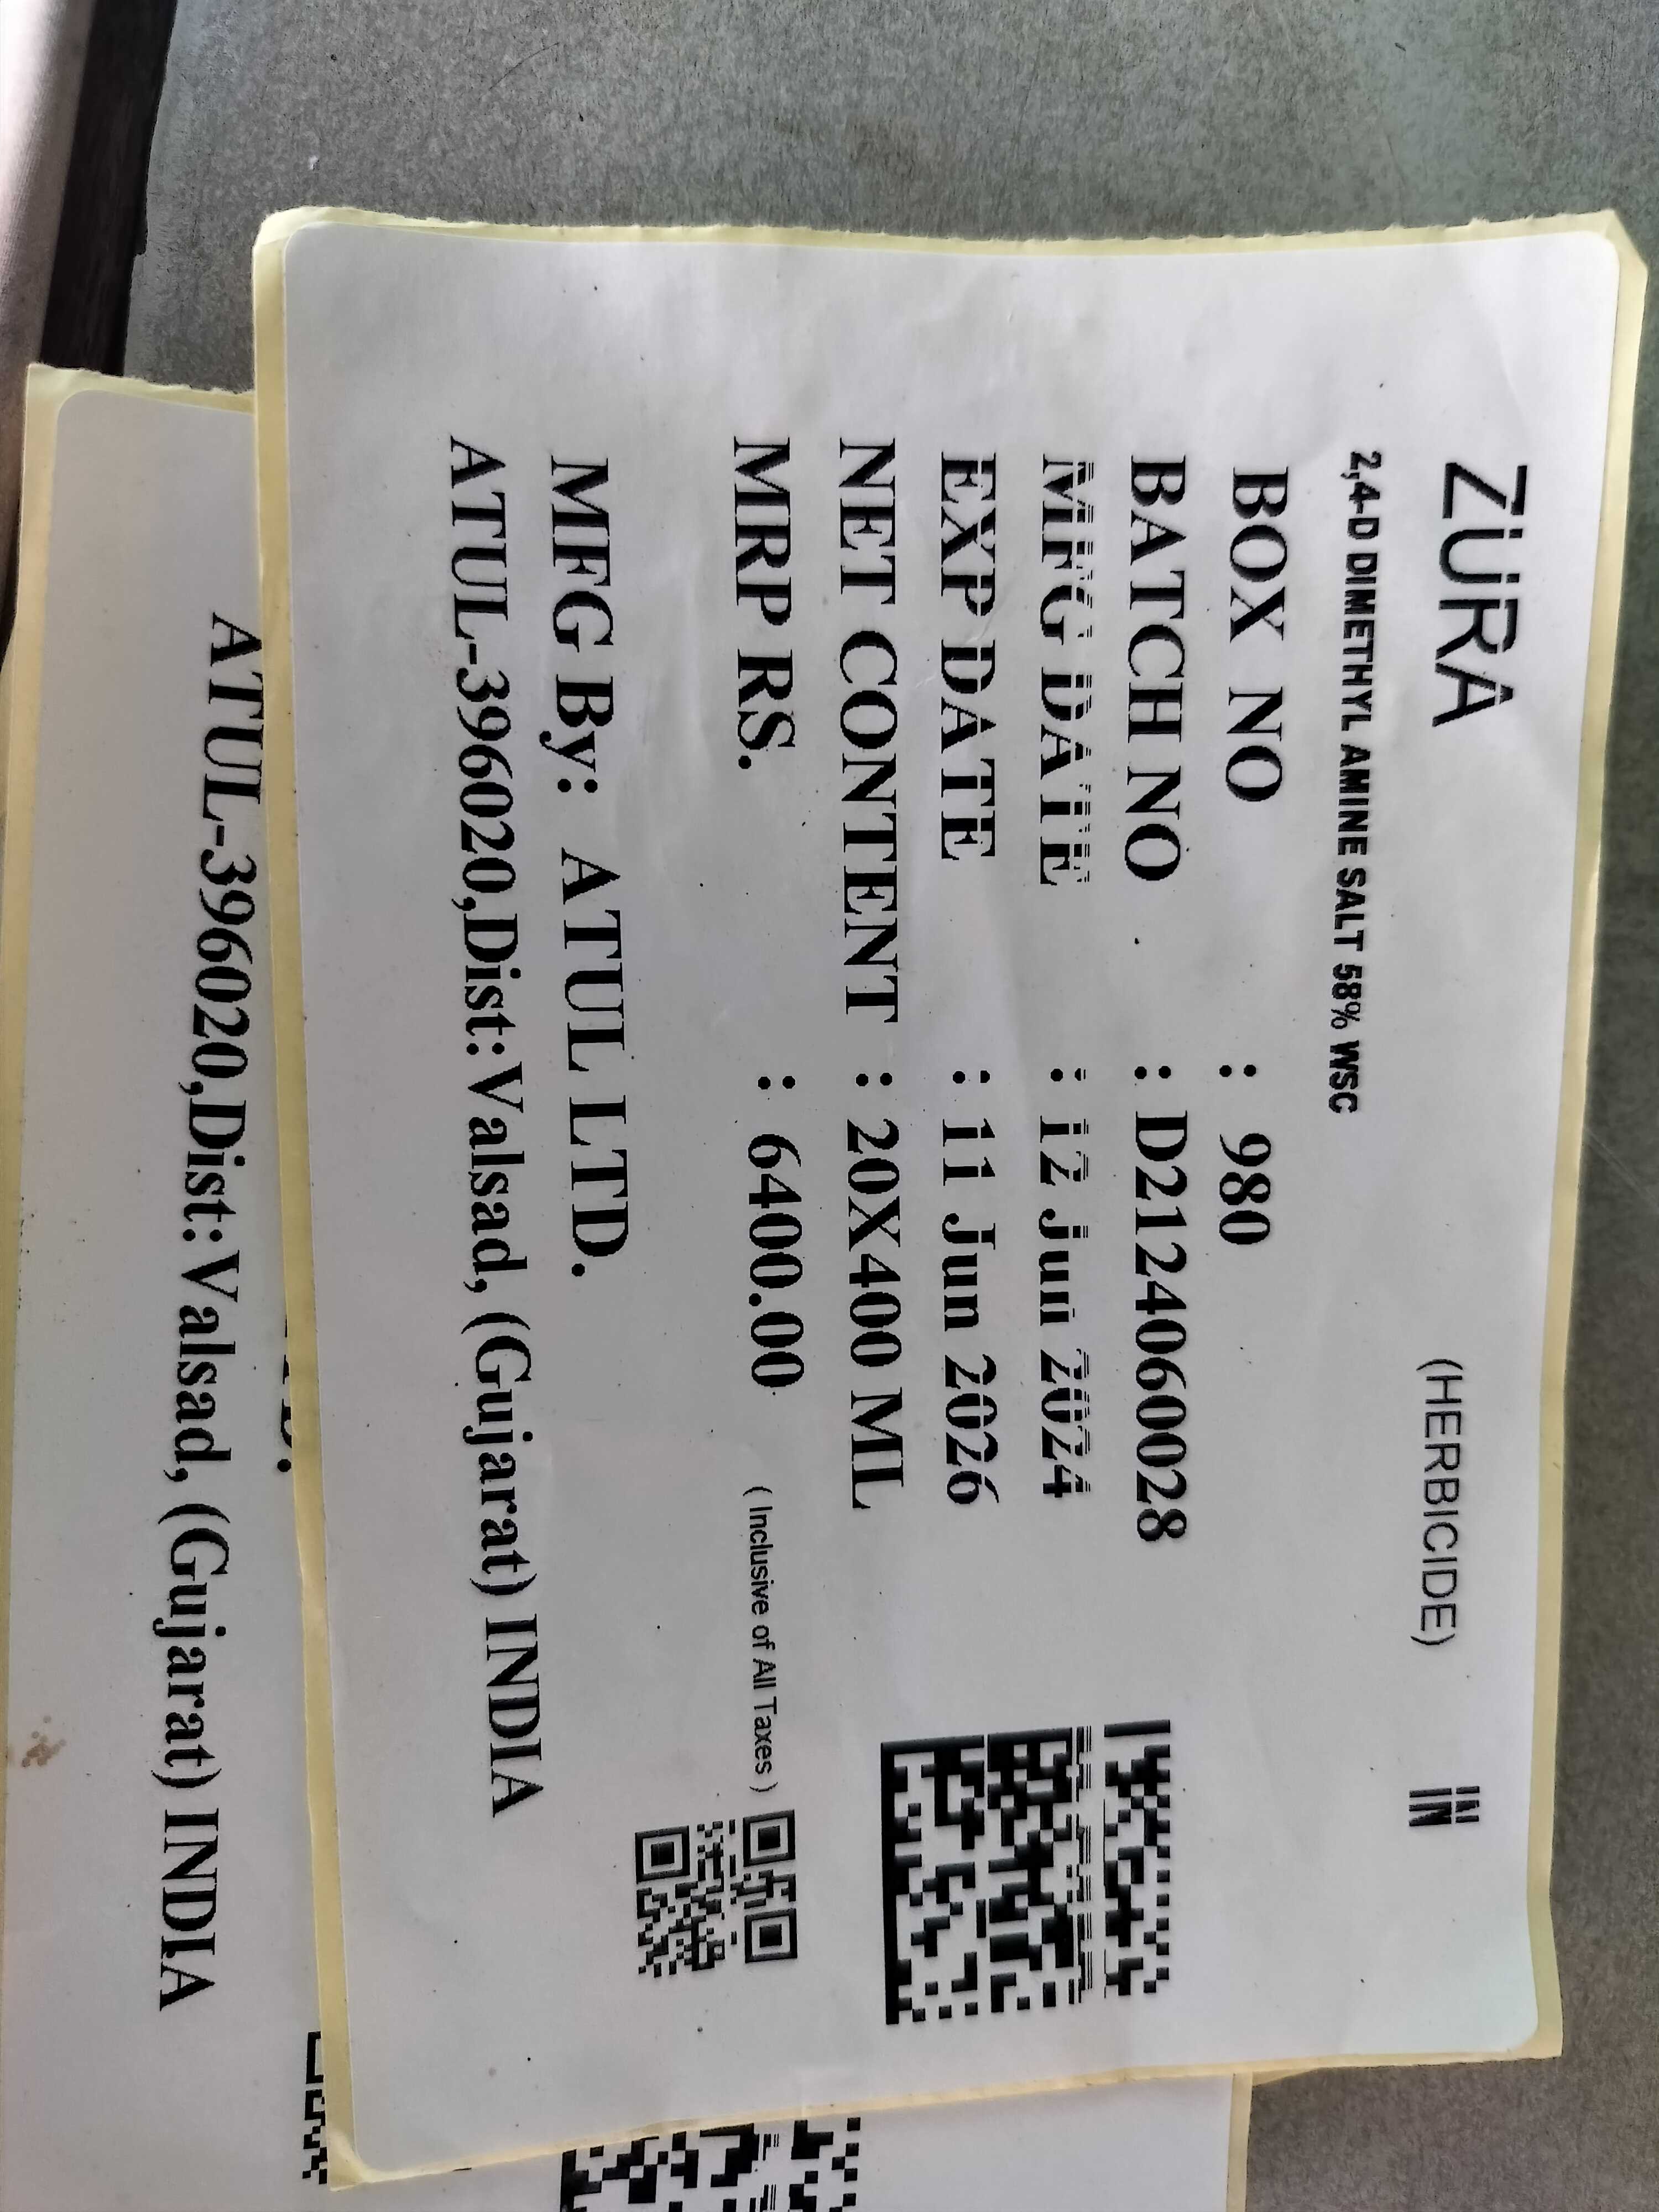 ZURA (HERBICIDE) IN
2,4-D DIMETHYL AMINE SALT 58% WSC
BOX NO : 980
BATCH NO : D2124060028
MFG DATE : 12 Jun 2024
EXP DATE : 11 Jun 2026
NET CONTENT : 20X400 ML
MRP RS. : 6400.00 ( Inclusive of All Taxes )
MFG By: ATUL LTD.
ATUL-396020,Dist:Valsad, (Gujarat) INDIA
ATUL-396020,Dist:Valsad, (Gujarat) INDIA